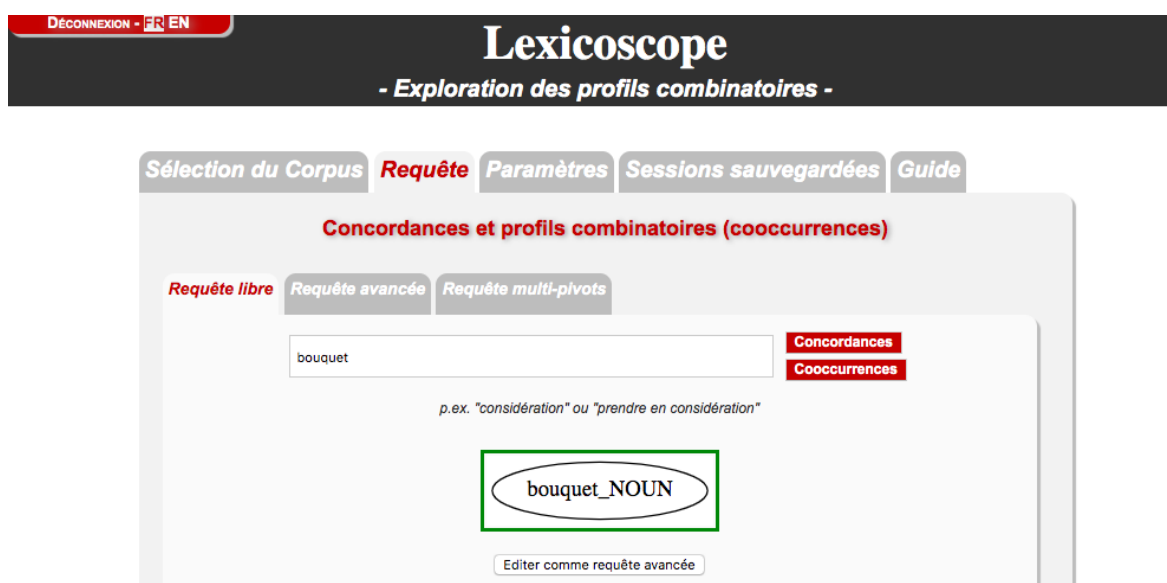 DÉCONNEXION - FR EN
Lexicoscope
- Exploration des profils combinatoires -
Sélection du Corpus Requête Paramètres Sessions sauvegardées Guide
Concordances et profils combinatoires (cooccurrences)
Requête libre Requête avancée Requête multi-pivots
Concordances
bouquet
Cooccurrences
p.ex. "considération" ou "prendre en considération"
bouquet_NOUN
Editer comme requête avancée